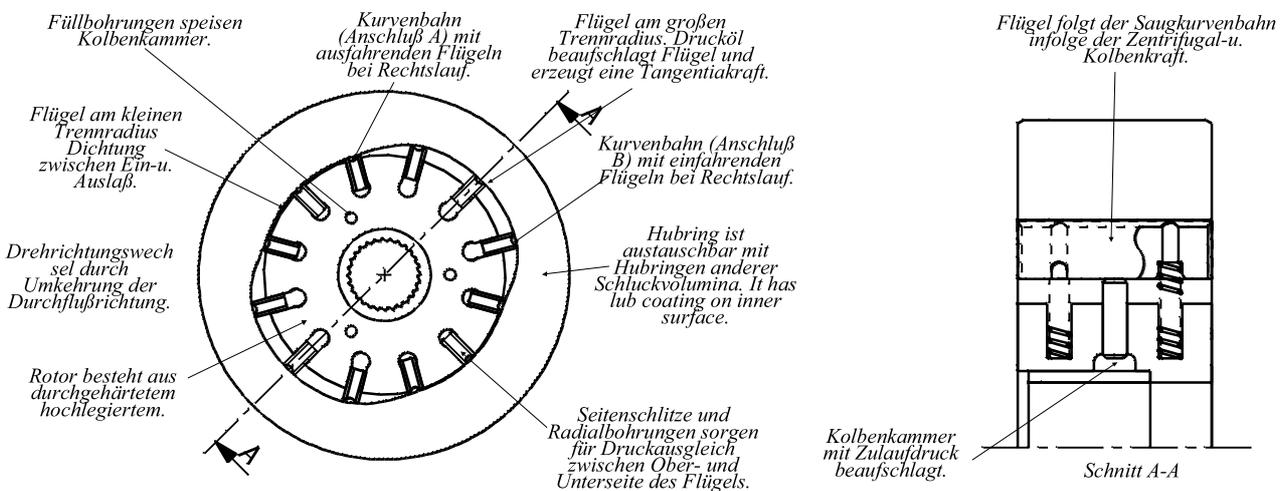 Füllbohrungen speisen
Kolbenkammer.
Kurvenbahn
(Anschluß A) mit
ausfahrenden Flügeln
bei Rechtslauf.
Flügel am großen
Trennradius. Drucköl
beaufschlagt Flügel und
erzeugt eine Tangentiakraft.
Flügel am kleinen
Trennradius
Dichtung
zwischen Ein-u.
Auslaß.
A
Kurvenbahn (Anschluß
B) mit einfahrenden
Flügeln bei Rechtslauf.
Drehrichtungswech
sel durch
Umkehrung der
Durchflußrichtung.
Hubring ist
austauschbar mit
Hubringen anderer
Schluckvolumina. It has
lub coating on inner
surface.
Rotor besteht aus
durchgehärtetem
hochlegiertem.
A
Seitenschlitze und
Radialbohrungen sorgen
für Druckausgleich
zwischen Ober- und
Unterseite des Flügels.
Flügel folgt der Saugkurvenbahn
infolge der Zentrifugal-u.
Kolbenkraft.
Kolbenkammer
mit Zulaufdruck
beaufschlagt.
Schnitt A-A